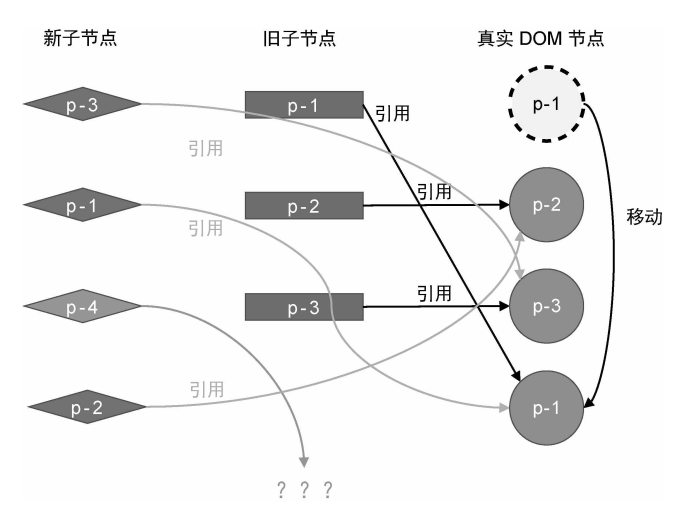 新子节点 旧子节点 真实 DOM 节点
p-3 p-1 引用 p-1
引用
p-1 p-2 引用 p-2
引用 移动
p-4 p-3 引用 p-3
引用
p-2 p-1
? ? ?